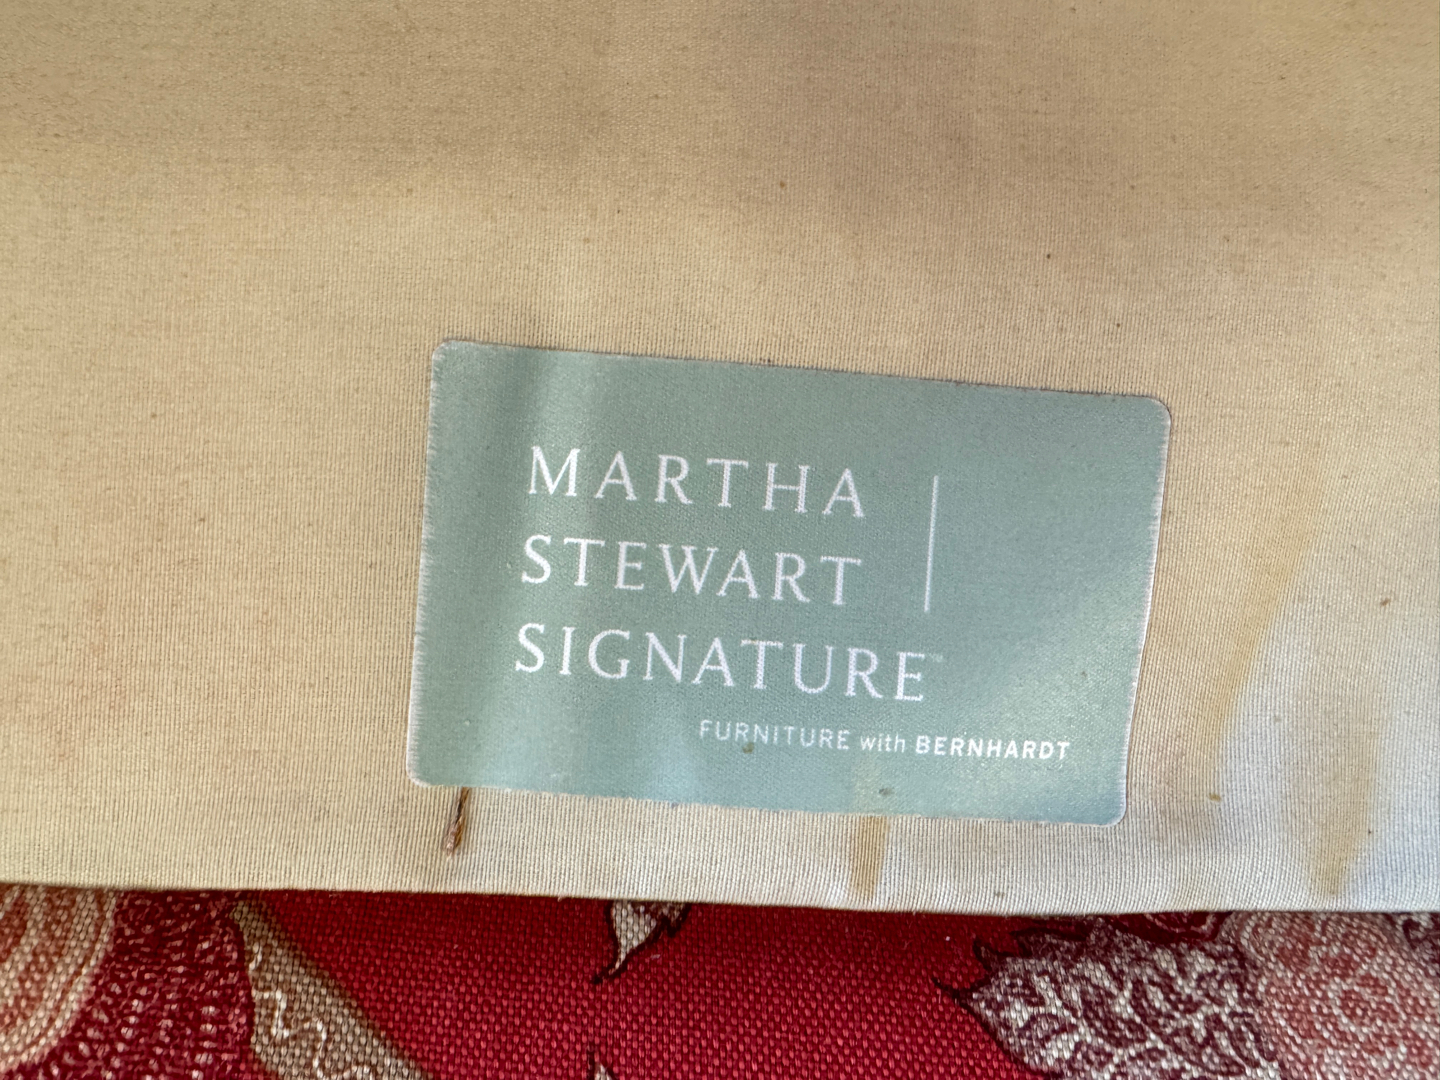 MARTHA
STEWART
SIGNATURE™
FURNITURE with BERNHARDT